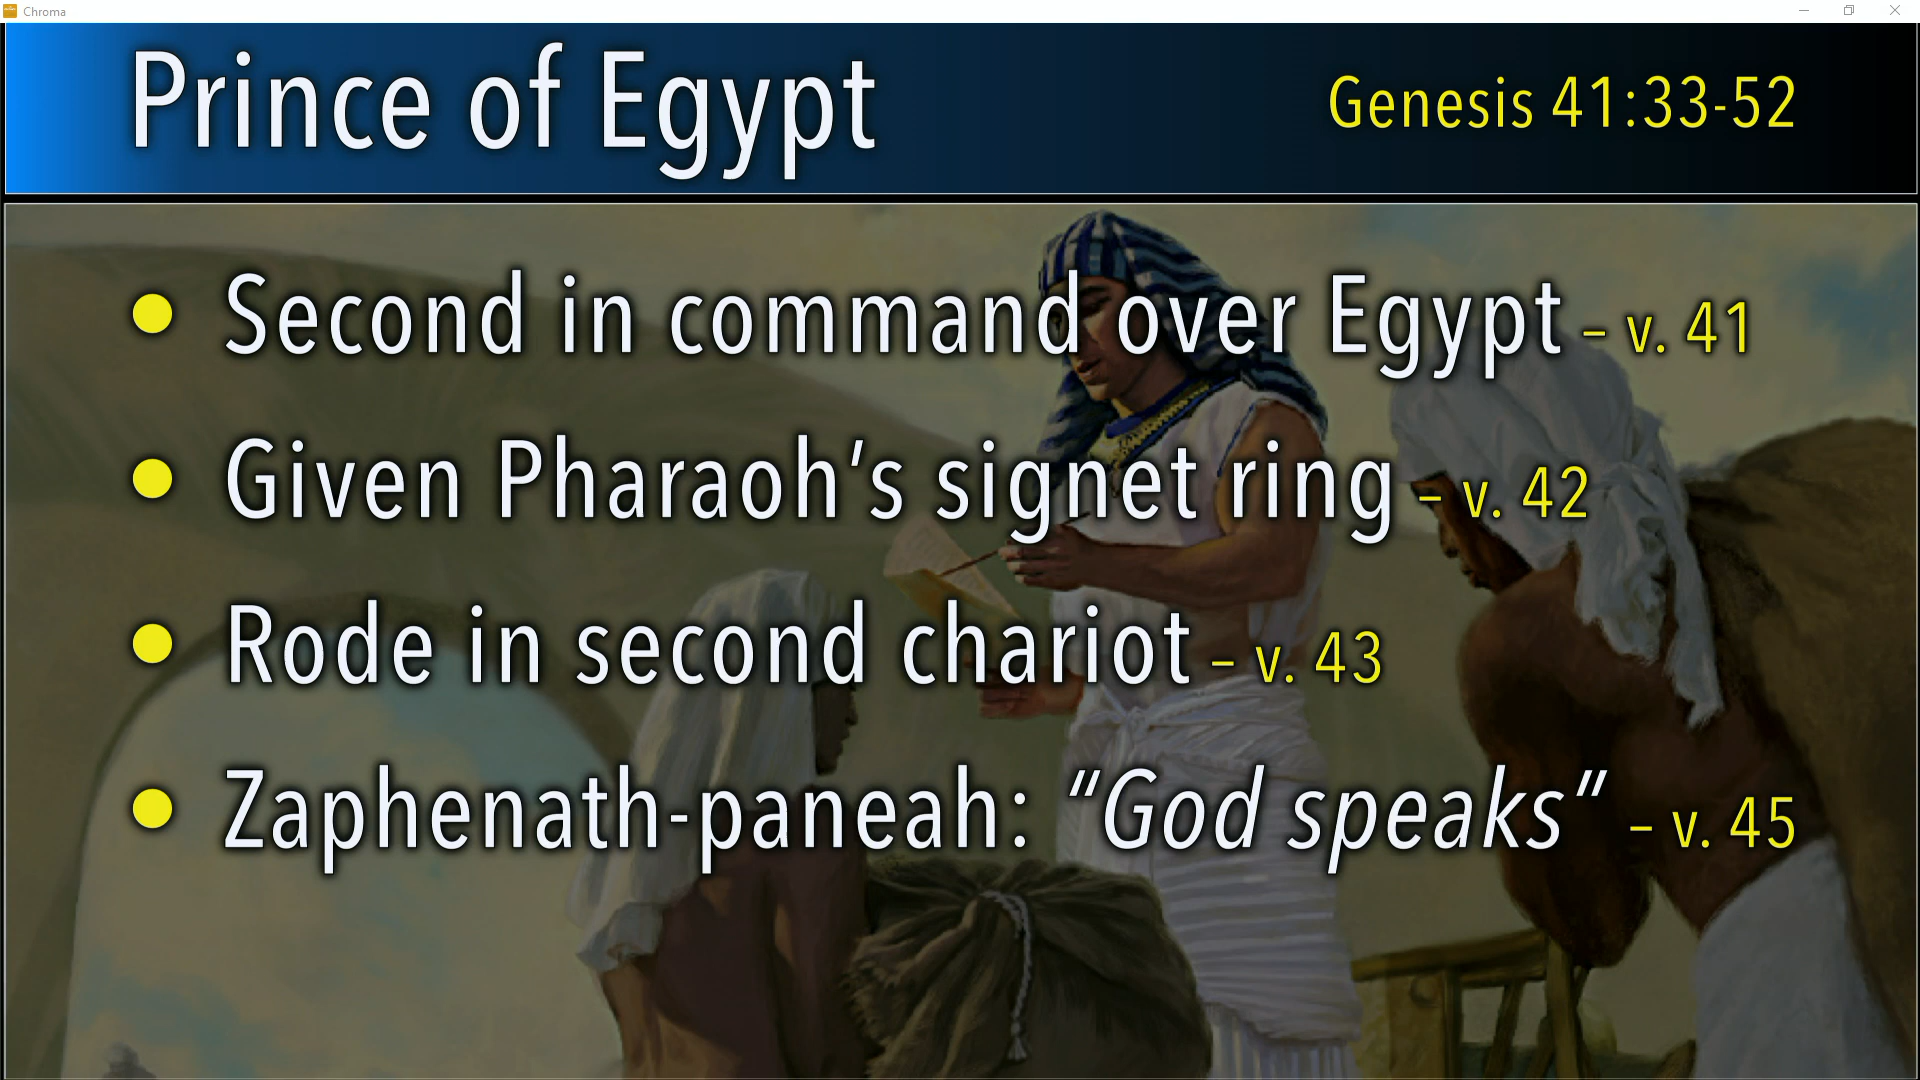 Chroma
Prince of Egypt
Genesis 41:33-52
Second in command over Egypt – v. 41
Given Pharaoh’s signet ring – v. 42
Rode in second chariot – v. 43
Zaphenath-paneah: “God speaks” – v. 45